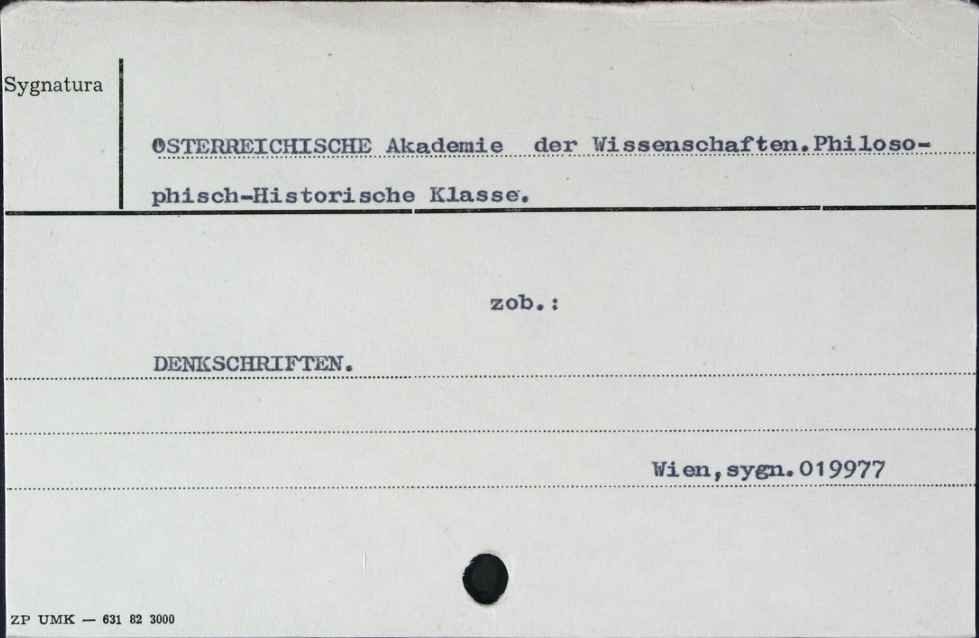 Sygnatura
OSTERREICHISCHE Akademie der Wissenschaften.Philoso-
phisch-Historische Klasse.
zob.:
DENKSCHRIFTEN.
Wien,sygn.019977
ZP UMK — 631 82 3000